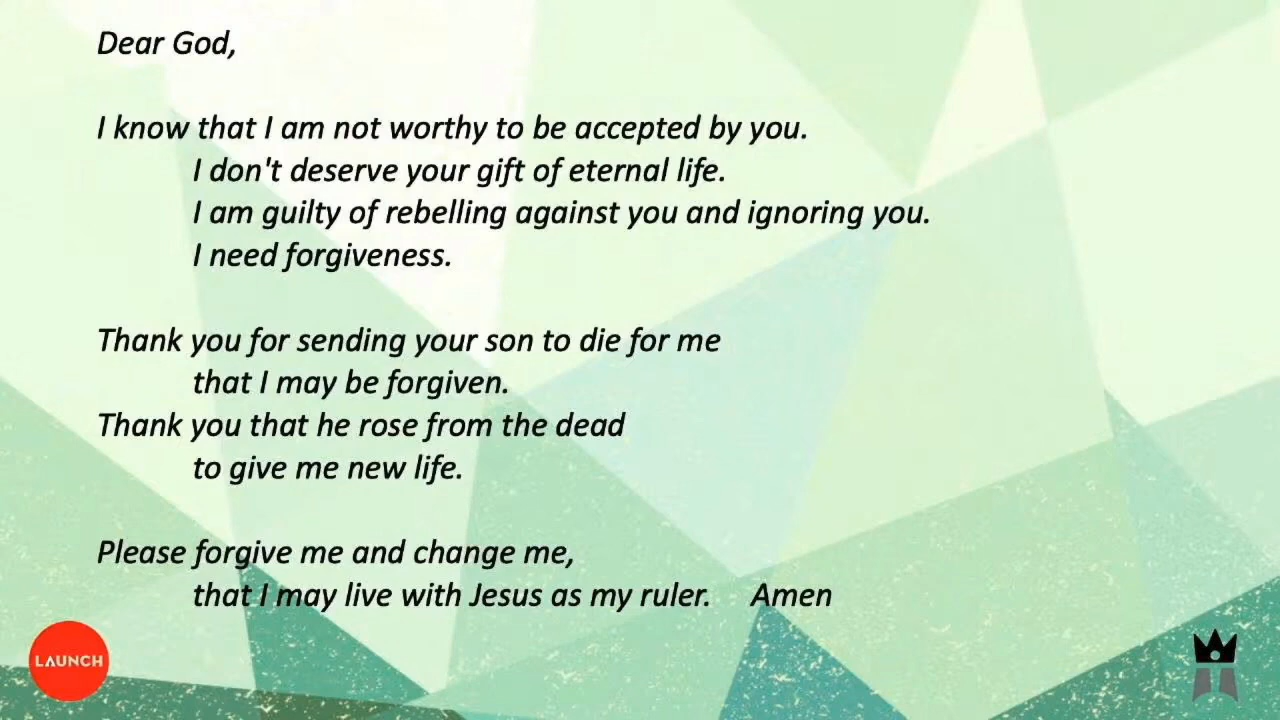 Dear God,
I know that I am not worthy to be accepted by you.
I don't deserve your gift of eternal life.
I am guilty of rebelling against you and ignoring you.
I need forgiveness.
Thank you for sending your son to die for me
that I may be forgiven.
Thank you that he rose from the dead
to give me new life.
Please forgive me and change me,
that I may live with Jesus as my ruler. Amen
LAUNCH